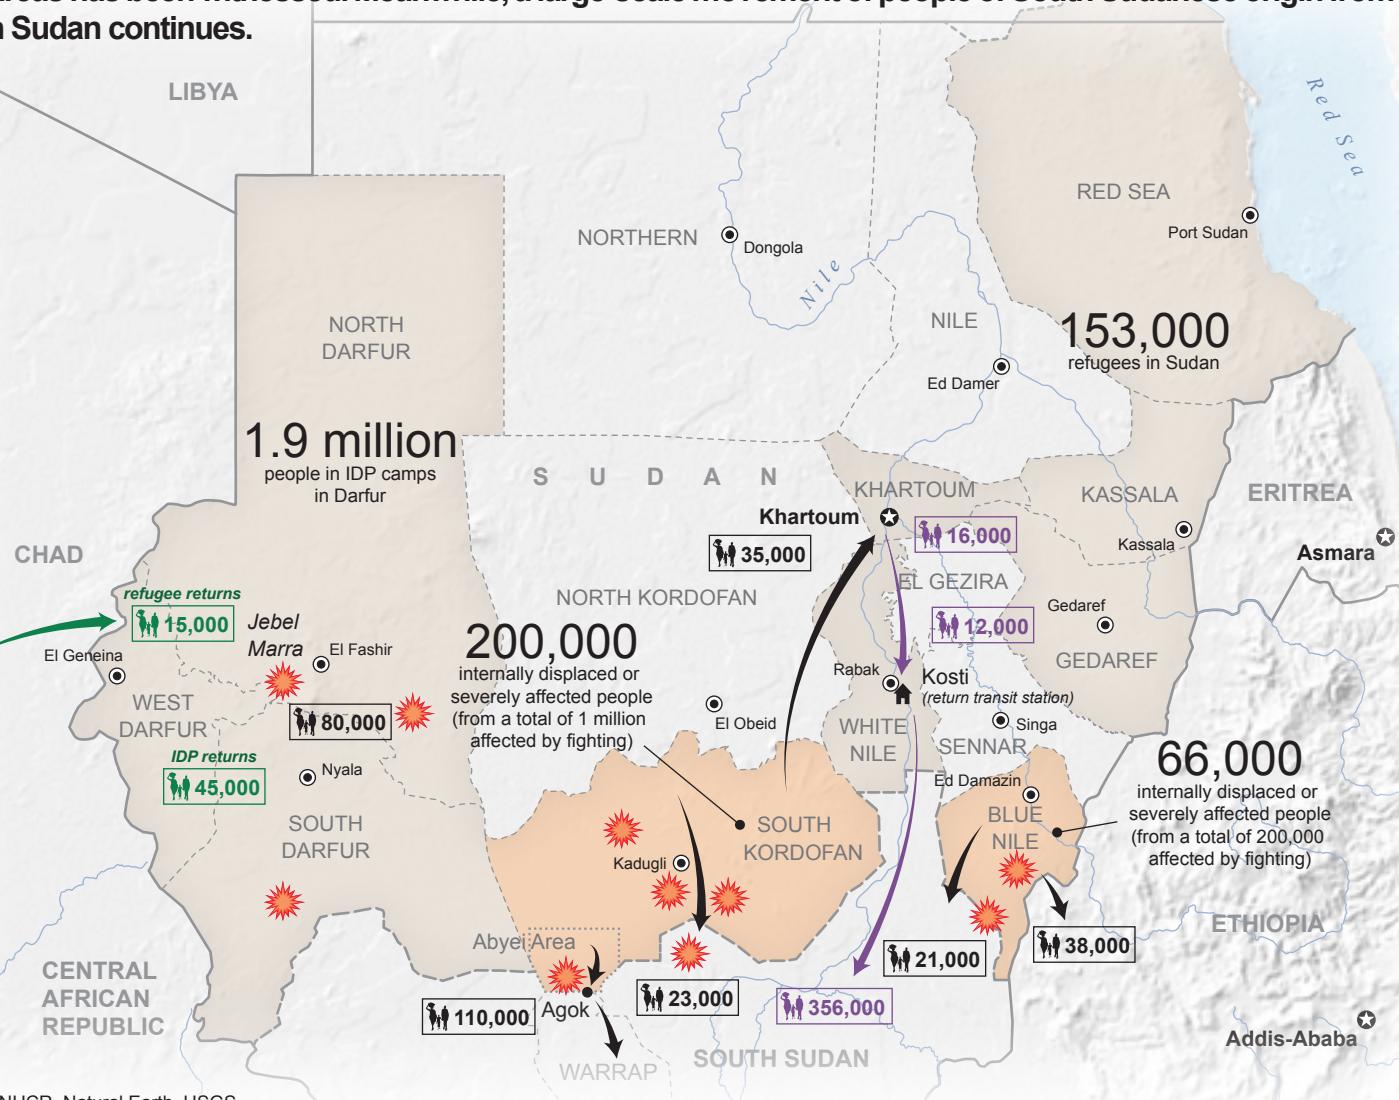 Sudan continues.
LIBYA
Red Sea
RED SEA
Port Sudan
NORTHERN
Dongola
Nile
NORTH
DARFUR
NILE
153,000
refugees in Sudan
Ed Damer
1.9 million
people in IDP camps
in Darfur
SUDAN
KHARTOUM
KASSALA
ERITREA
Khartoum
16,000
Kassala
Asmara
CHAD
35,000
EL GEZIRA
refugee returns
15,000
Jebel
Marra
NORTH KORDOFAN
Gedaref
12,000
200,000
internally displaced or
severely affected people
(from a total of 1 million
affected by fighting)
El Geneina
El Fashir
GEDAREF
Rabak
Kosti
(return transit station)
WEST
DARFUR
80,000
El Obeid
WHITE
NILE
Singa
SENNAR
IDP returns
45,000
Nyala
Ed Damazin
66,000
internally displaced or
severely affected people
(from a total of 200,000
affected by fighting)
SOUTH
DARFUR
SOUTH
KORDOFAN
BLUE
NILE
Kadugli
ETHIOPIA
Abyei Area
21,000
38,000
CENTRAL
AFRICAN
REPUBLIC
110,000
Agok
23,000
356,000
Addis-Ababa
SOUTH SUDAN
WARRAP